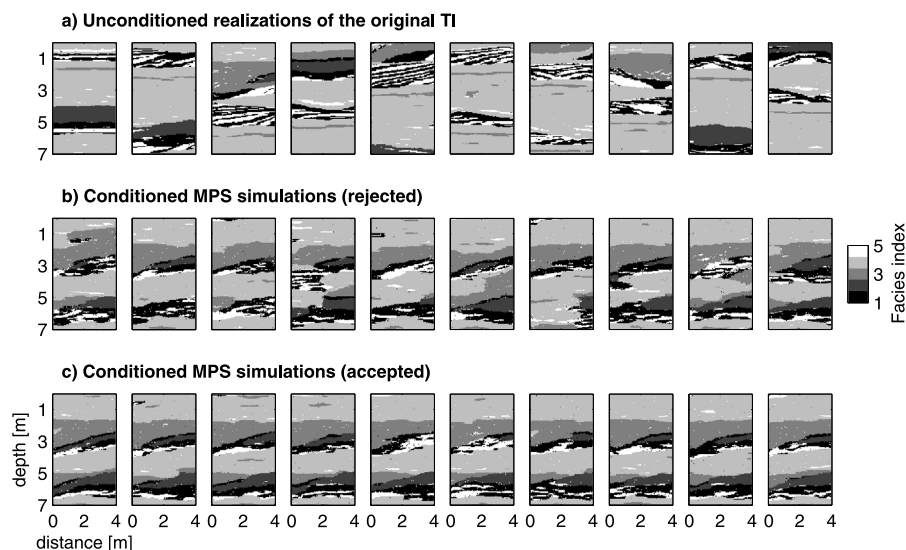 a) Unconditioned realizations of the original TI
1
3
5
7
b) Conditioned MPS simulations (rejected)
1
3
5
7
5
3
1
Facies index
c) Conditioned MPS simulations (accepted)
depth [m]
1
3
5
7
0 2 4 0 2 4 0 2 4 0 2 4 0 2 4 0 2 4 0 2 4 0 2 4 0 2 4 0 2 4
distance [m]